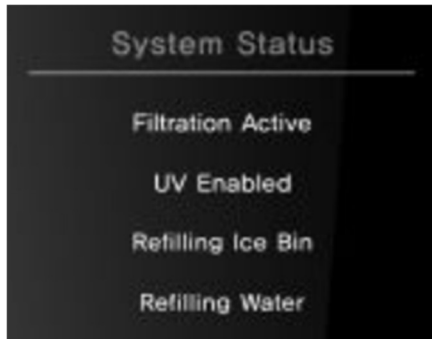 System Status
Filtration Active
UV Enabled
Refilling Ice Bin
Refilling Water